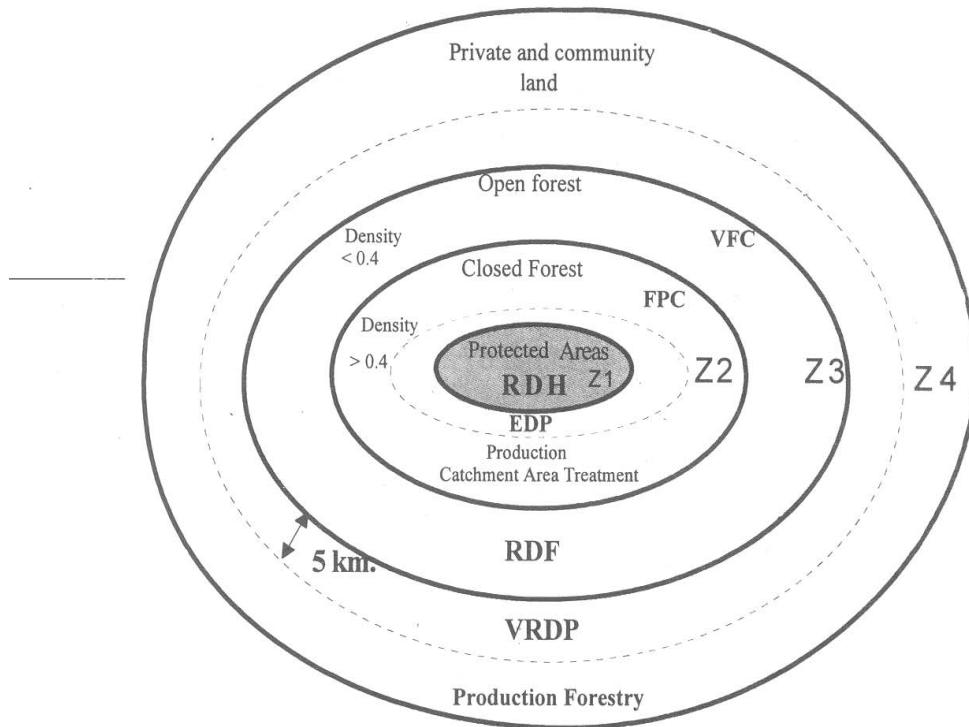 Private and community
land
Open forest
Density
< 0.4
VFC
Closed Forest
FPC
Density
> 0.4
Protected Areas
RDH
Z1
Z2
Z3
Z4
EDP
Production
Catchment Area Treatment
5 km.
RDF
VRDP
Production Forestry